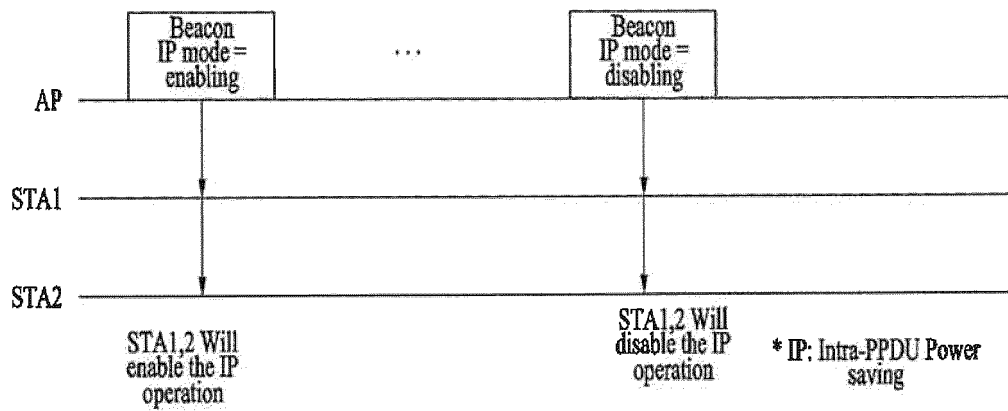 Beacon
IP mode =
enabling
...
Beacon
IP mode =
disabling
AP
STA1
STA2
STA1,2 Will
enable the IP
operation
STA1,2 Will
disable the IP
operation
* IP: Intra-PPDU Power
saving